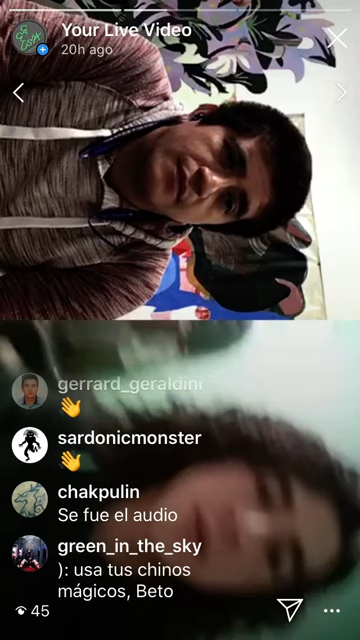 Your Live Video
20h ago
gerrard_geraldini
👋
sardonicmonster
👋
chakpulin
Se fue el audio
green_in_the_sky
): usa tus chinos
mágicos, Beto
45